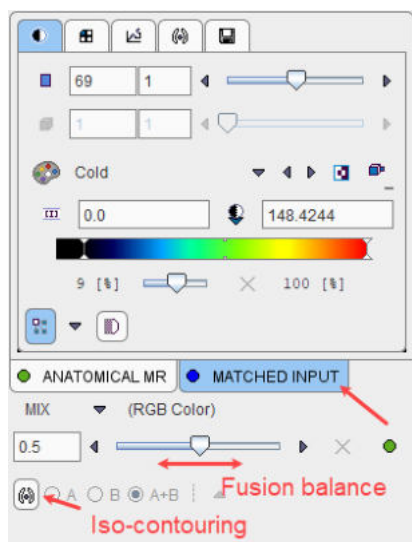 69 1
1 1
Cold
0.0 148.4244
9 [%] 100 [%]
ANATOMICAL MR MATCHED INPUT
MIX (RGB Color)
0.5
A B A+B Fusion balance
Iso-contouring